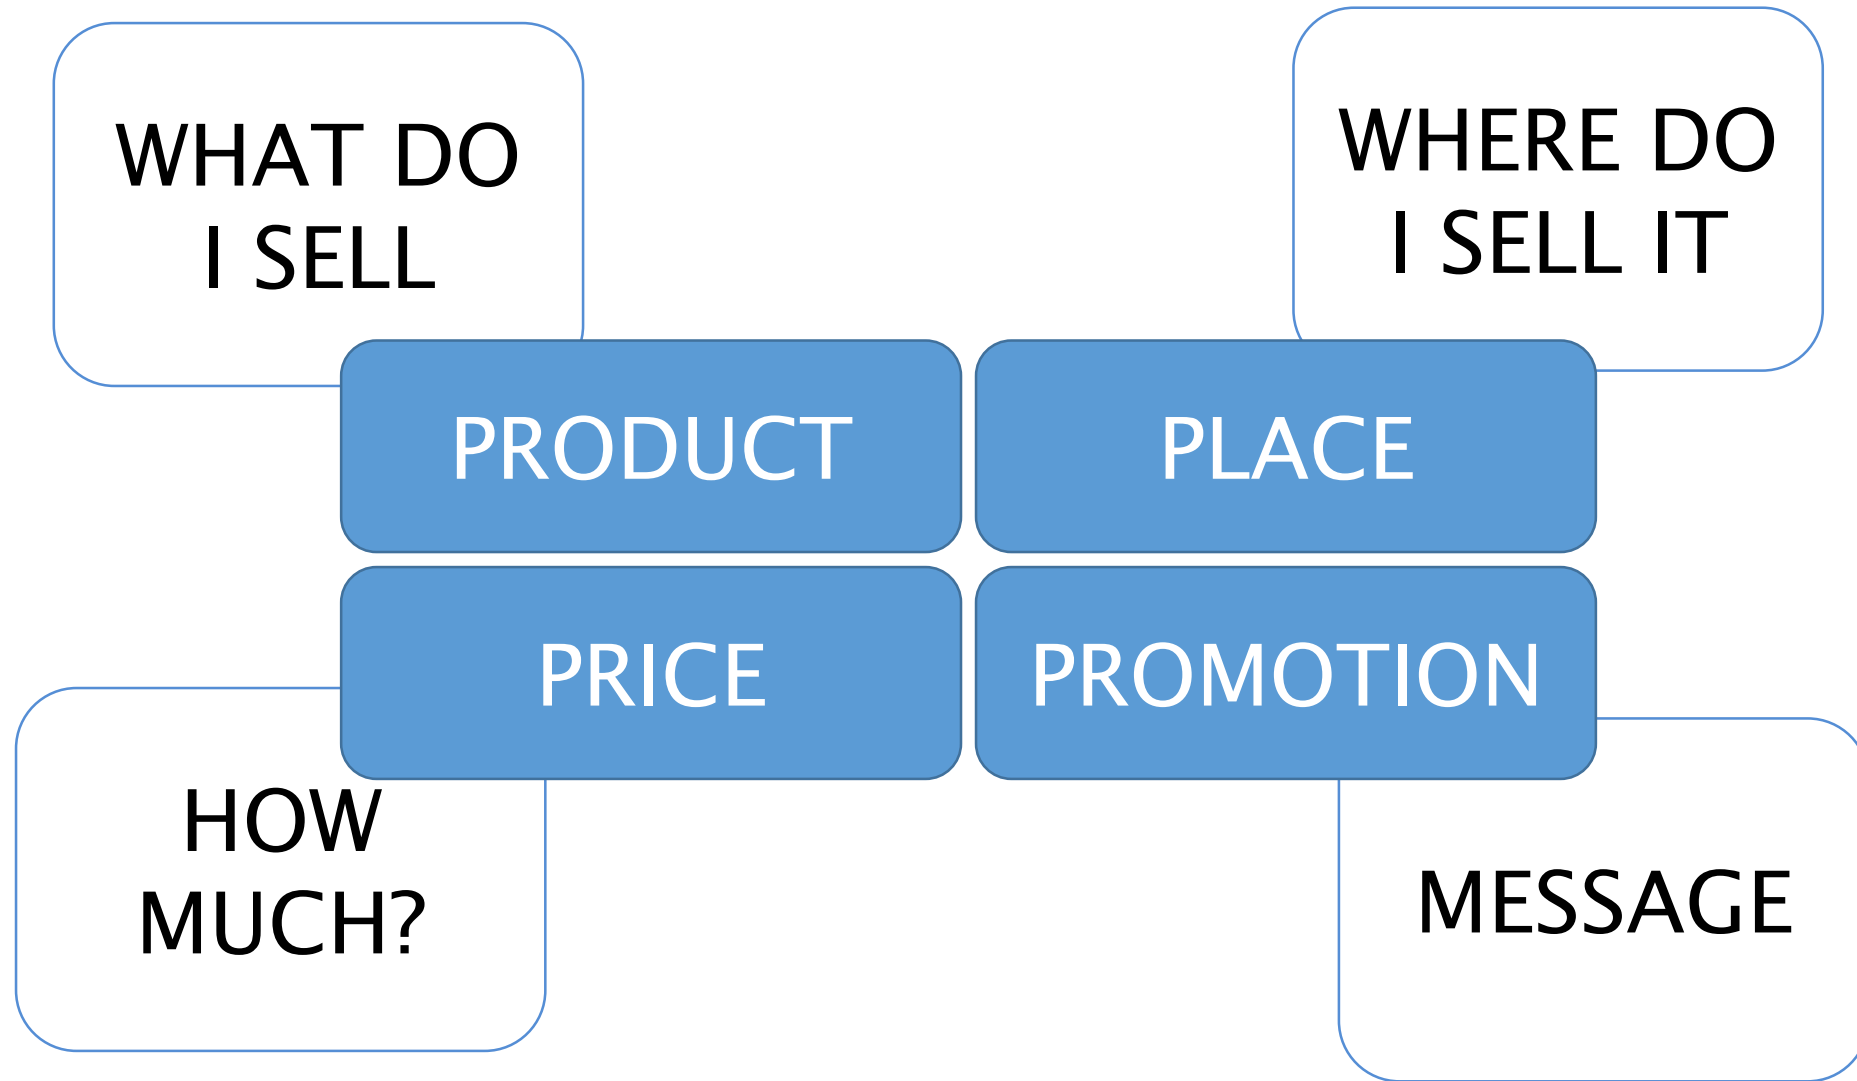 WHAT DO
I SELL
WHERE DO
I SELL IT
PRODUCT
PLACE
PRICE
PROMOTION
HOW
MUCH?
MESSAGE